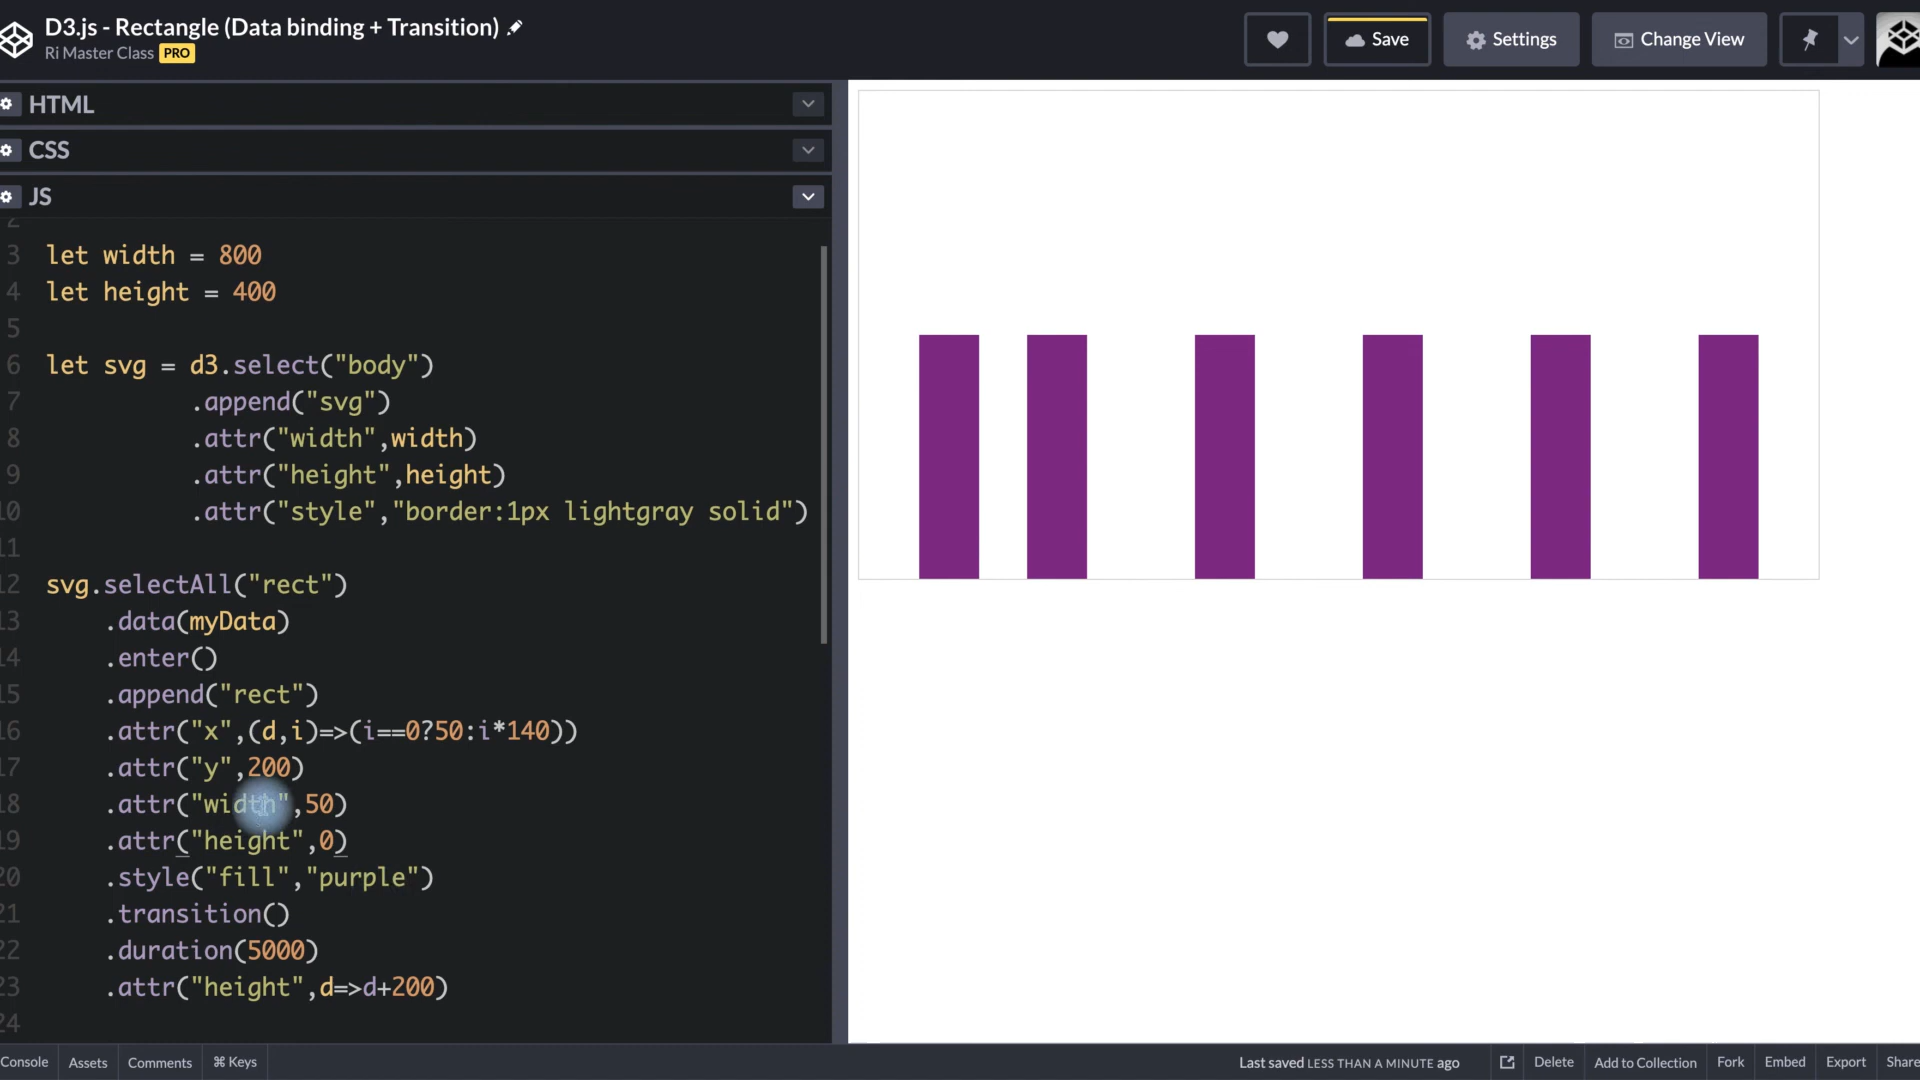 D3.js - Rectangle (Data binding + Transition)
Ri Master Class PRO
Save
Settings
Change View
HTML
CSS
JS
2
3 let width = 800
4 let height = 400
5
6 let svg = d3.select("body")
7 .append("svg")
8 .attr("width",width)
9 .attr("height",height)
10 .attr("style","border:1px lightgray solid")
11
12 svg.selectAll("rect")
13 .data(myData)
14 .enter()
15 .append("rect")
16 .attr("x",(d,i)=>(i==0?50:i*140))
17 .attr("y",200)
18 .attr("width",50)
19 .attr("height",0)
20 .style("fill","purple")
21 .transition()
22 .duration(5000)
23 .attr("height",d=>d+200)
24
Console Assets Comments ⌘ Keys
Last saved LESS THAN A MINUTE ago Delete Add to Collection Fork Embed Export Share